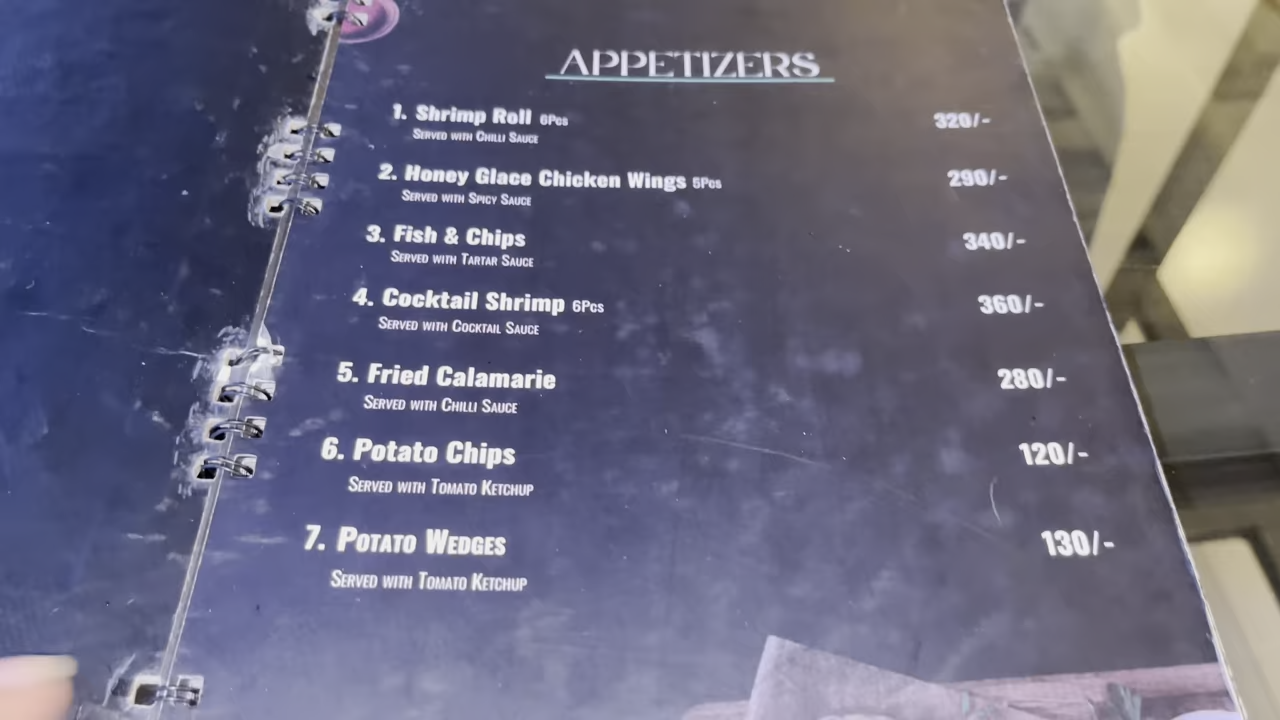 APPETIZERS
1. Shrimp Roll 6Pcs 320/-
Served with Chilli Sauce
2. Honey Glace Chicken Wings 5Pcs 290/-
Served with Spicy Sauce
3. Fish & Chips 340/-
Served with Tartar Sauce
4. Cocktail Shrimp 6Pcs 360/-
Served with Cocktail Sauce
5. Fried Calamarie 280/-
Served with Chilli Sauce
6. Potato Chips 120/-
Served with Tomato Ketchup
7. Potato Wedges 130/-
Served with Tomato Ketchup